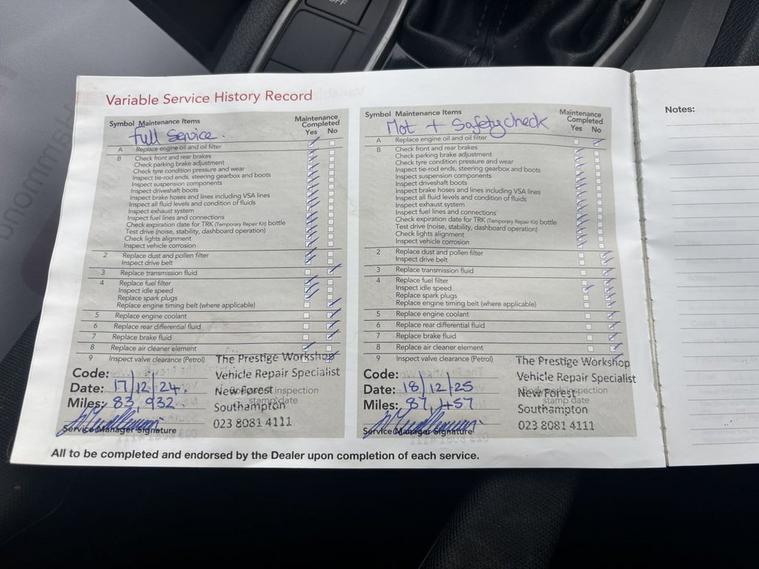 OFF
Variable Service History Record
Symbol Maintenance Items
Maintenance
Completed
Yes No
Full Service.
A Replace engine oil and oil filter
B Check front and rear brakes
Check parking brake adjustment
Check tyre condition pressure and wear
Inspect tie-rod ends, steering gearbox and boots
Inspect suspension components
Inspect driveshaft boots
Inspect brake hoses and lines including VSA lines
Inspect all fluid levels and condition of fluids
Inspect exhaust system
Inspect fuel lines and connections
Check expiration date for TRK (Temporary Repair Kit) bottle
Test drive (noise, stability, dashboard operation)
Check lights alignment
Inspect vehicle corrosion
2 Replace dust and pollen filter
Inspect drive belt
3 Replace transmission fluid
4 Replace fuel filter
Inspect idle speed
Replace spark plugs
Replace engine timing belt (where applicable)
5 Replace engine coolant
6 Replace rear differential fluid
7 Replace brake fluid
8 Replace air cleaner element
9 Inspect valve clearance (Petrol)
The Prestige Workshop
Vehicle Repair Specialist
New Forest
Southampton
023 8081 4111
inspection
stamp date
Code:
Date: 17/12/24.
Miles: 83,932.
Service Manager Signature
Symbol Maintenance Items
Maintenance
Completed
Yes No
Mot + Safety check
A Replace engine oil and oil filter
B Check front and rear brakes
Check parking brake adjustment
Check tyre condition pressure and wear
Inspect tie-rod ends, steering gearbox and boots
Inspect suspension components
Inspect driveshaft boots
Inspect brake hoses and lines including VSA lines
Inspect all fluid levels and condition of fluids
Inspect exhaust system
Inspect fuel lines and connections
Check expiration date for TRK (Temporary Repair Kit) bottle
Test drive (noise, stability, dashboard operation)
Check lights alignment
Inspect vehicle corrosion
2 Replace dust and pollen filter
Inspect drive belt
3 Replace transmission fluid
4 Replace fuel filter
Inspect idle speed
Replace spark plugs
Replace engine timing belt (where applicable)
5 Replace engine coolant
6 Replace rear differential fluid
7 Replace brake fluid
8 Replace air cleaner element
9 Inspect valve clearance (Petrol)
The Prestige Workshop
Vehicle Repair Specialist
New Forest
Southampton
023 8081 4111
inspection
stamp date
Code:
Date: 18/12/25
Miles: 87,457
Service Manager Signature
All to be completed and endorsed by the Dealer upon completion of each service.
Notes: